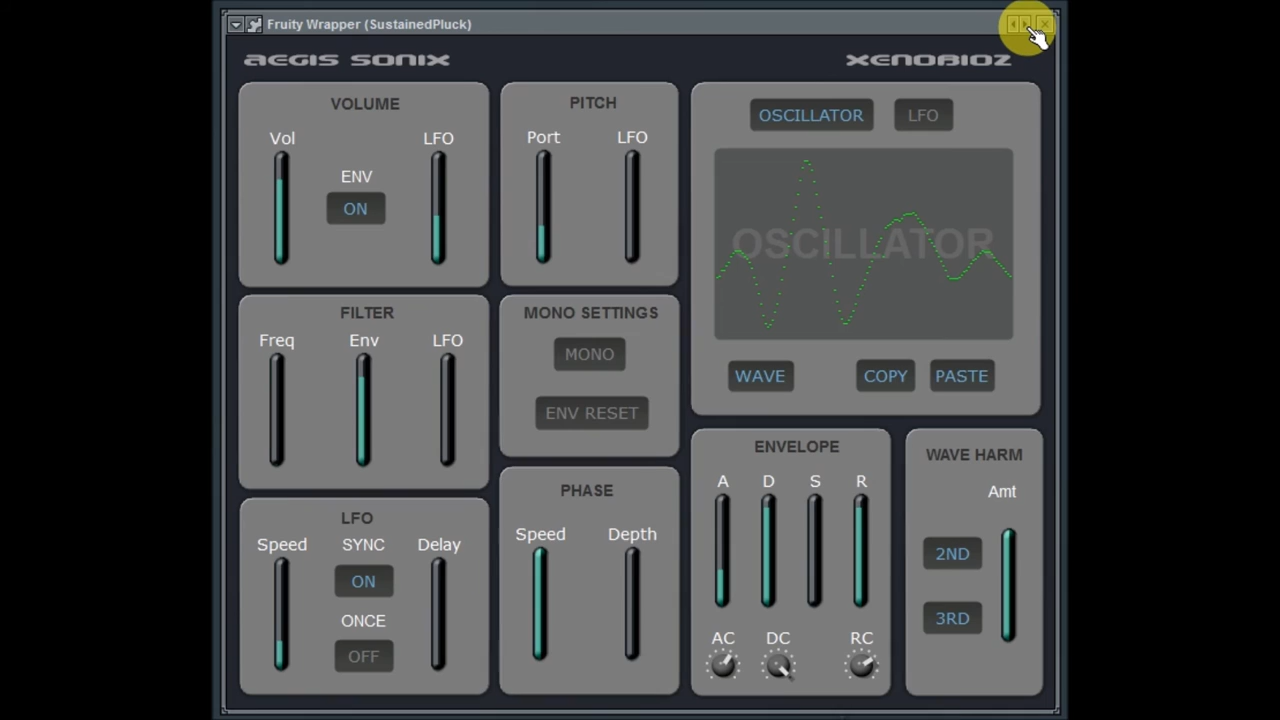 Fruity Wrapper (SustainedPluck)
AEGIS SONIX
XENOBIOZ
VOLUME
Vol
LFO
ENV
ON
PITCH
Port
LFO
OSCILLATOR
LFO
OSCILLATOR
WAVE
COPY
PASTE
FILTER
Freq
Env
LFO
MONO SETTINGS
MONO
ENV RESET
LFO
Speed
SYNC
Delay
ON
ONCE
OFF
PHASE
Speed
Depth
ENVELOPE
A
D
S
R
AC
DC
RC
WAVE HARM
Amt
2ND
3RD